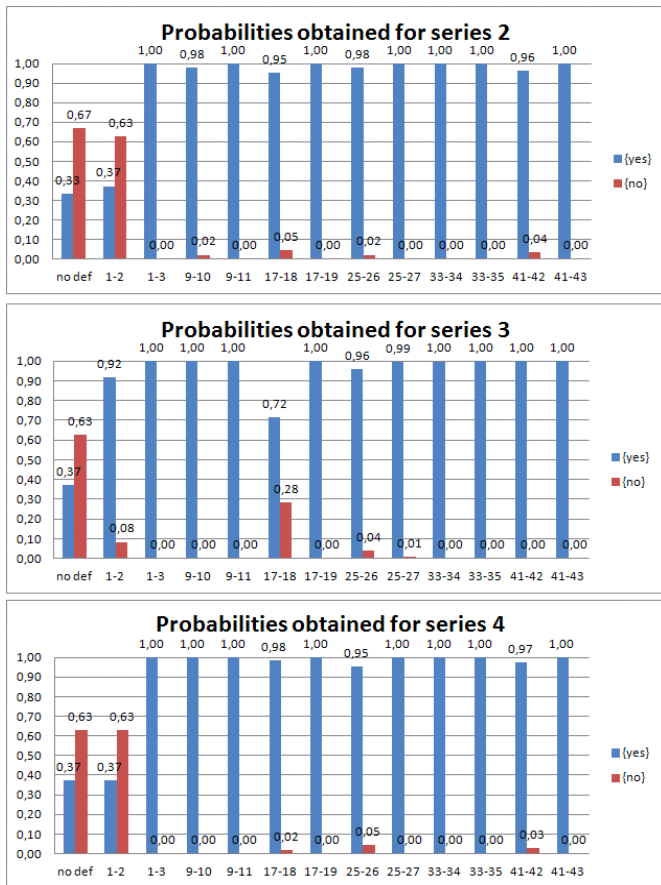 Probabilities obtained for series 2
1,00 0,98 1,00 0,95 1,00 0,98 1,00 1,00 1,00 0,96 1,00
1,00
0,90
0,80
0,70
0,60
0,50
0,40
0,30
0,20
0,10
0,00
0,67
0,63
0,33
0,37
0,00 0,02 0,00 0,05 0,00 0,02 0,00 0,00 0,00 0,04 0,00
{yes}
{no}
no def 1-2 1-3 9-10 9-11 17-18 17-19 25-26 25-27 33-34 33-35 41-42 41-43
Probabilities obtained for series 3
1,00 1,00 1,00 1,00 0,96 0,99 1,00 1,00 1,00 1,00
1,00
0,90
0,80
0,70
0,60
0,50
0,40
0,30
0,20
0,10
0,00
0,92
0,72
0,63
0,37
0,28
0,08 0,00 0,00 0,00 0,00 0,04 0,01 0,00 0,00 0,00 0,00
{yes}
{no}
no def 1-2 1-3 9-10 9-11 17-18 17-19 25-26 25-27 33-34 33-35 41-42 41-43
Probabilities obtained for series 4
1,00 1,00 1,00 0,98 1,00 0,95 1,00 1,00 1,00 0,97 1,00
1,00
0,90
0,80
0,70
0,60
0,50
0,40
0,30
0,20
0,10
0,00
0,63 0,63
0,37 0,37
0,00 0,00 0,00 0,02 0,00 0,05 0,00 0,00 0,00 0,03 0,00
{yes}
{no}
no def 1-2 1-3 9-10 9-11 17-18 17-19 25-26 25-27 33-34 33-35 41-42 41-43